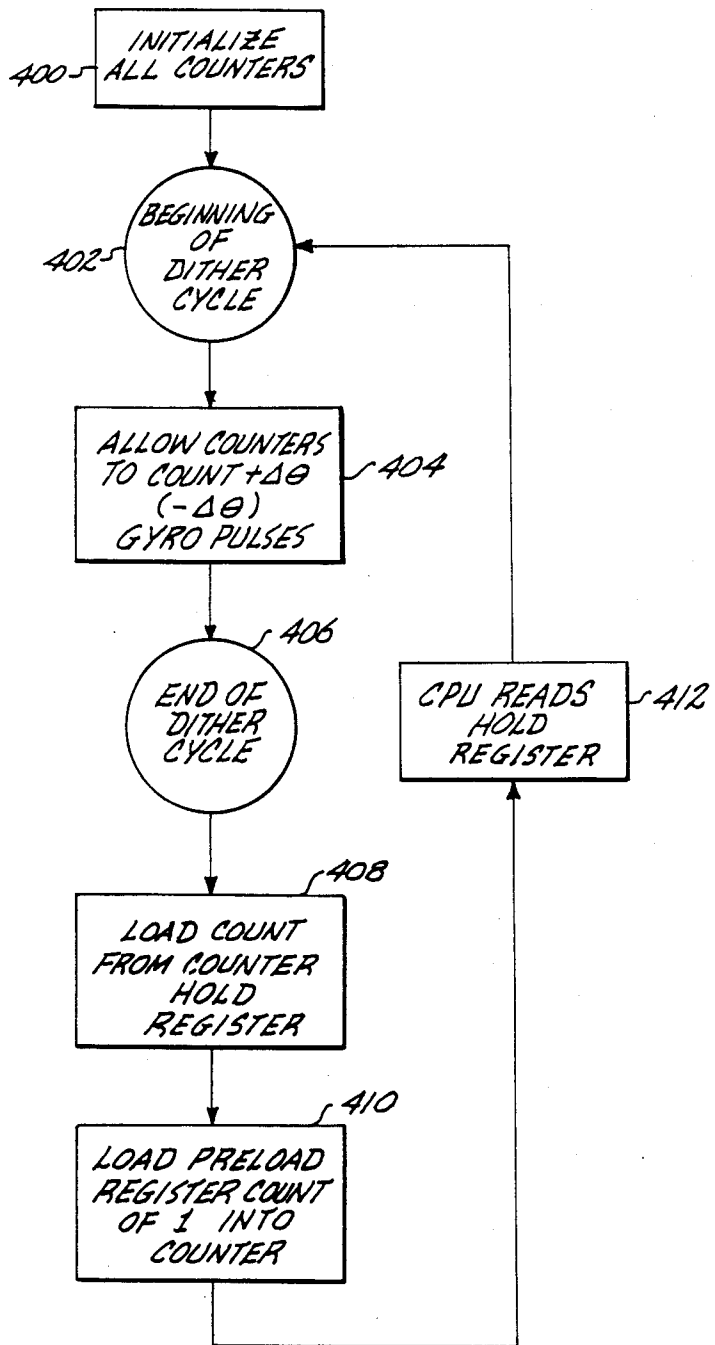 INITIALIZE
ALL COUNTERS
400
BEGINNING
OF
DITHER
CYCLE
402
ALLOW COUNTERS
TO COUNT +ΔΘ
(-ΔΘ)
GYRO PULSES
404
406
END OF
DITHER
CYCLE
CPU READS
HOLD
REGISTER
412
408
LOAD COUNT
FROM COUNTER
HOLD
REGISTER
410
LOAD PRELOAD
REGISTER COUNT
OF 1 INTO
COUNTER